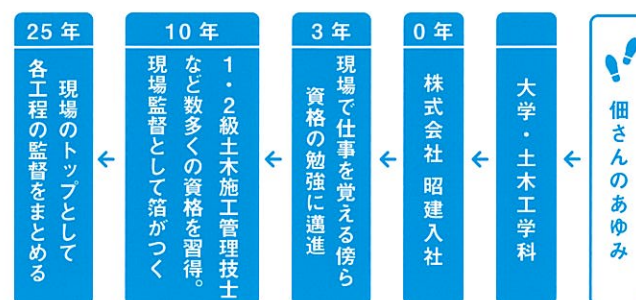 佃さんのあゆみ
大学・土木工学科
0年
株式会社 昭建入社
3年
現場で仕事を覚える傍ら
資格の勉強に邁進
10年
1・2級土木施工管理技士
など数多くの資格を習得。
現場監督として箔がつく
25年
現場のトップとして
各工程の監督をまとめる